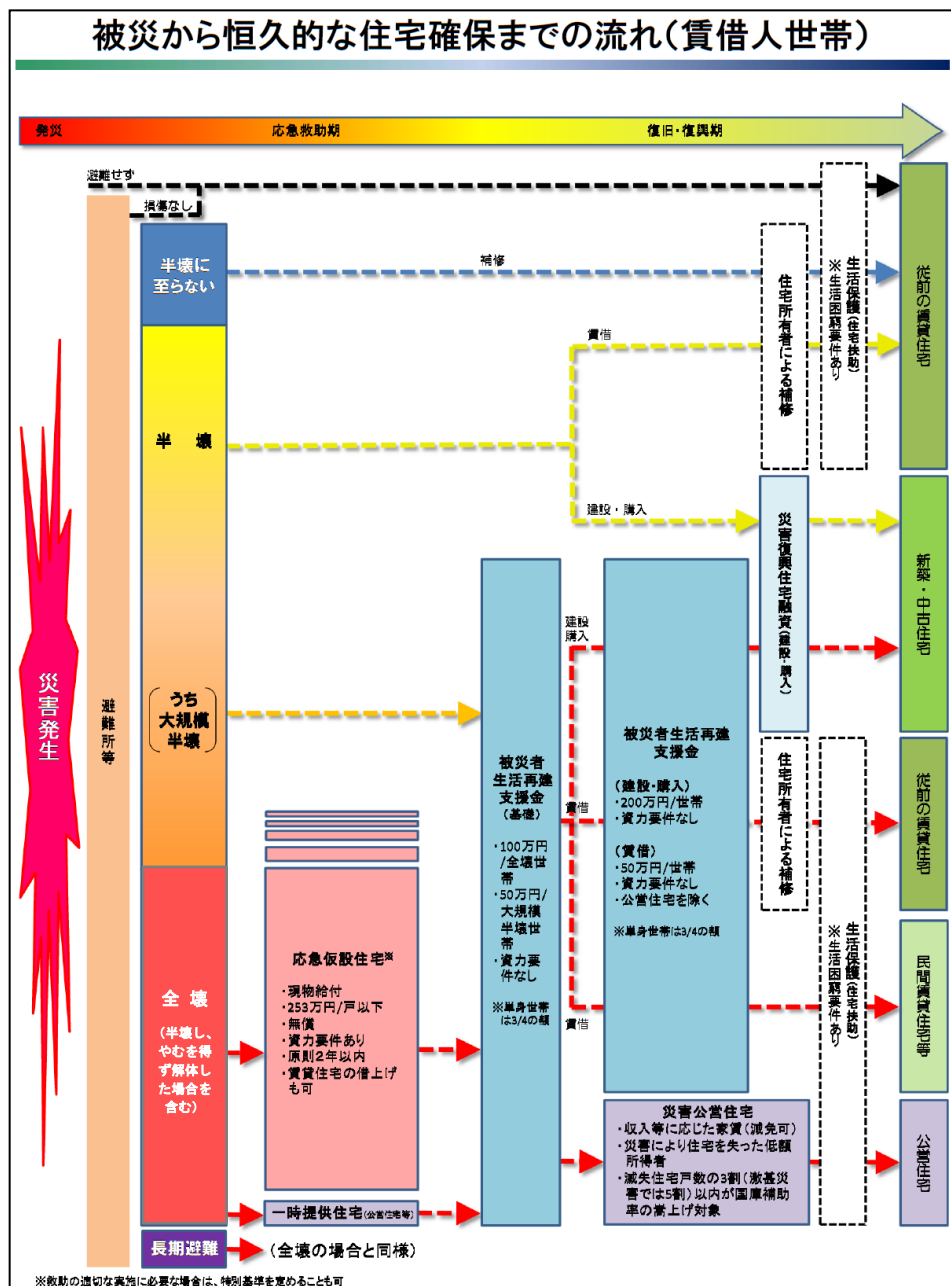 被災から恒久的な住宅確保までの流れ(賃借人世帯)
発災
応急救助期
復旧・復興期
避難せず
損傷なし
災害発生
避難所等
半壊に
至らない
補修
半 壊
賃借
建設・購入
うち
大規模
半壊
全 壊
(半壊し、
やむを得
ず解体し
た場合を
含む)
長期避難
(全壊の場合と同様)
応急仮設住宅※
・現物給付
・253万円/戸以下
・無償
・資力要件あり
・原則2年以内
・賃貸住宅の借上げ
も可
一時提供住宅(公営住宅等)
被災者
生活再建
支援金
(基礎)
・100万円
/全壊世
帯
・50万円/
大規模
半壊世
帯
・資力要
件なし
※単身世帯
は3/4の額
建設
購入
賃借
賃借
被災者生活再建
支援金
(建設・購入)
・200万円/世帯
・資力要件なし
(賃借)
・50万円/世帯
・資力要件なし
・公営住宅を除く
※単身世帯は3/4の額
災害公営住宅
・収入等に応じた家賃(減免可)
・災害により住宅を失った低額
所得者
・滅失住宅戸数の3割(激甚災
害では5割)以内が国庫補助
率の嵩上げ対象
住宅所有者による補修
災害復興住宅融資(建設・購入)
住宅所有者による補修
生活保護(住宅扶助)
※生活困窮要件あり
生活保護(住宅扶助)
※生活困窮要件あり
従前の賃貸住宅
新築・中古住宅
従前の賃貸住宅
民間賃貸住宅等
公営住宅
※救助の適切な実施に必要な場合は、特別基準を定めることも可